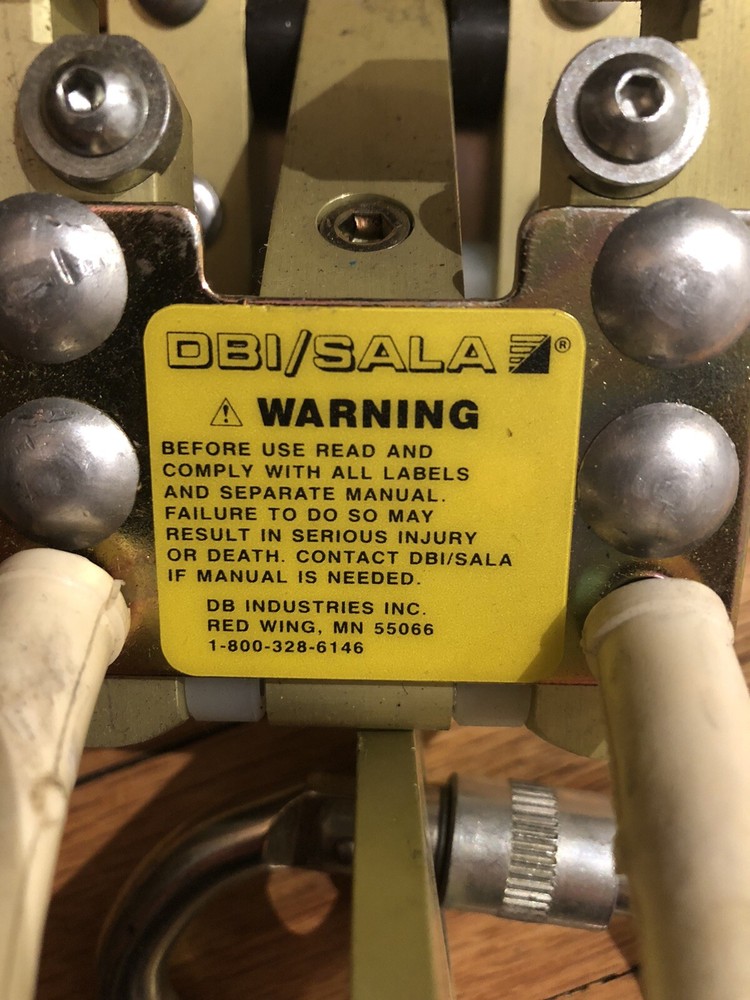 DBI/SALA ®
WARNING
BEFORE USE READ AND
COMPLY WITH ALL LABELS
AND SEPARATE MANUAL.
FAILURE TO DO SO MAY
RESULT IN SERIOUS INJURY
OR DEATH. CONTACT DBI/SALA
IF MANUAL IS NEEDED.
DB INDUSTRIES INC.
RED WING, MN 55066
1-800-328-6146